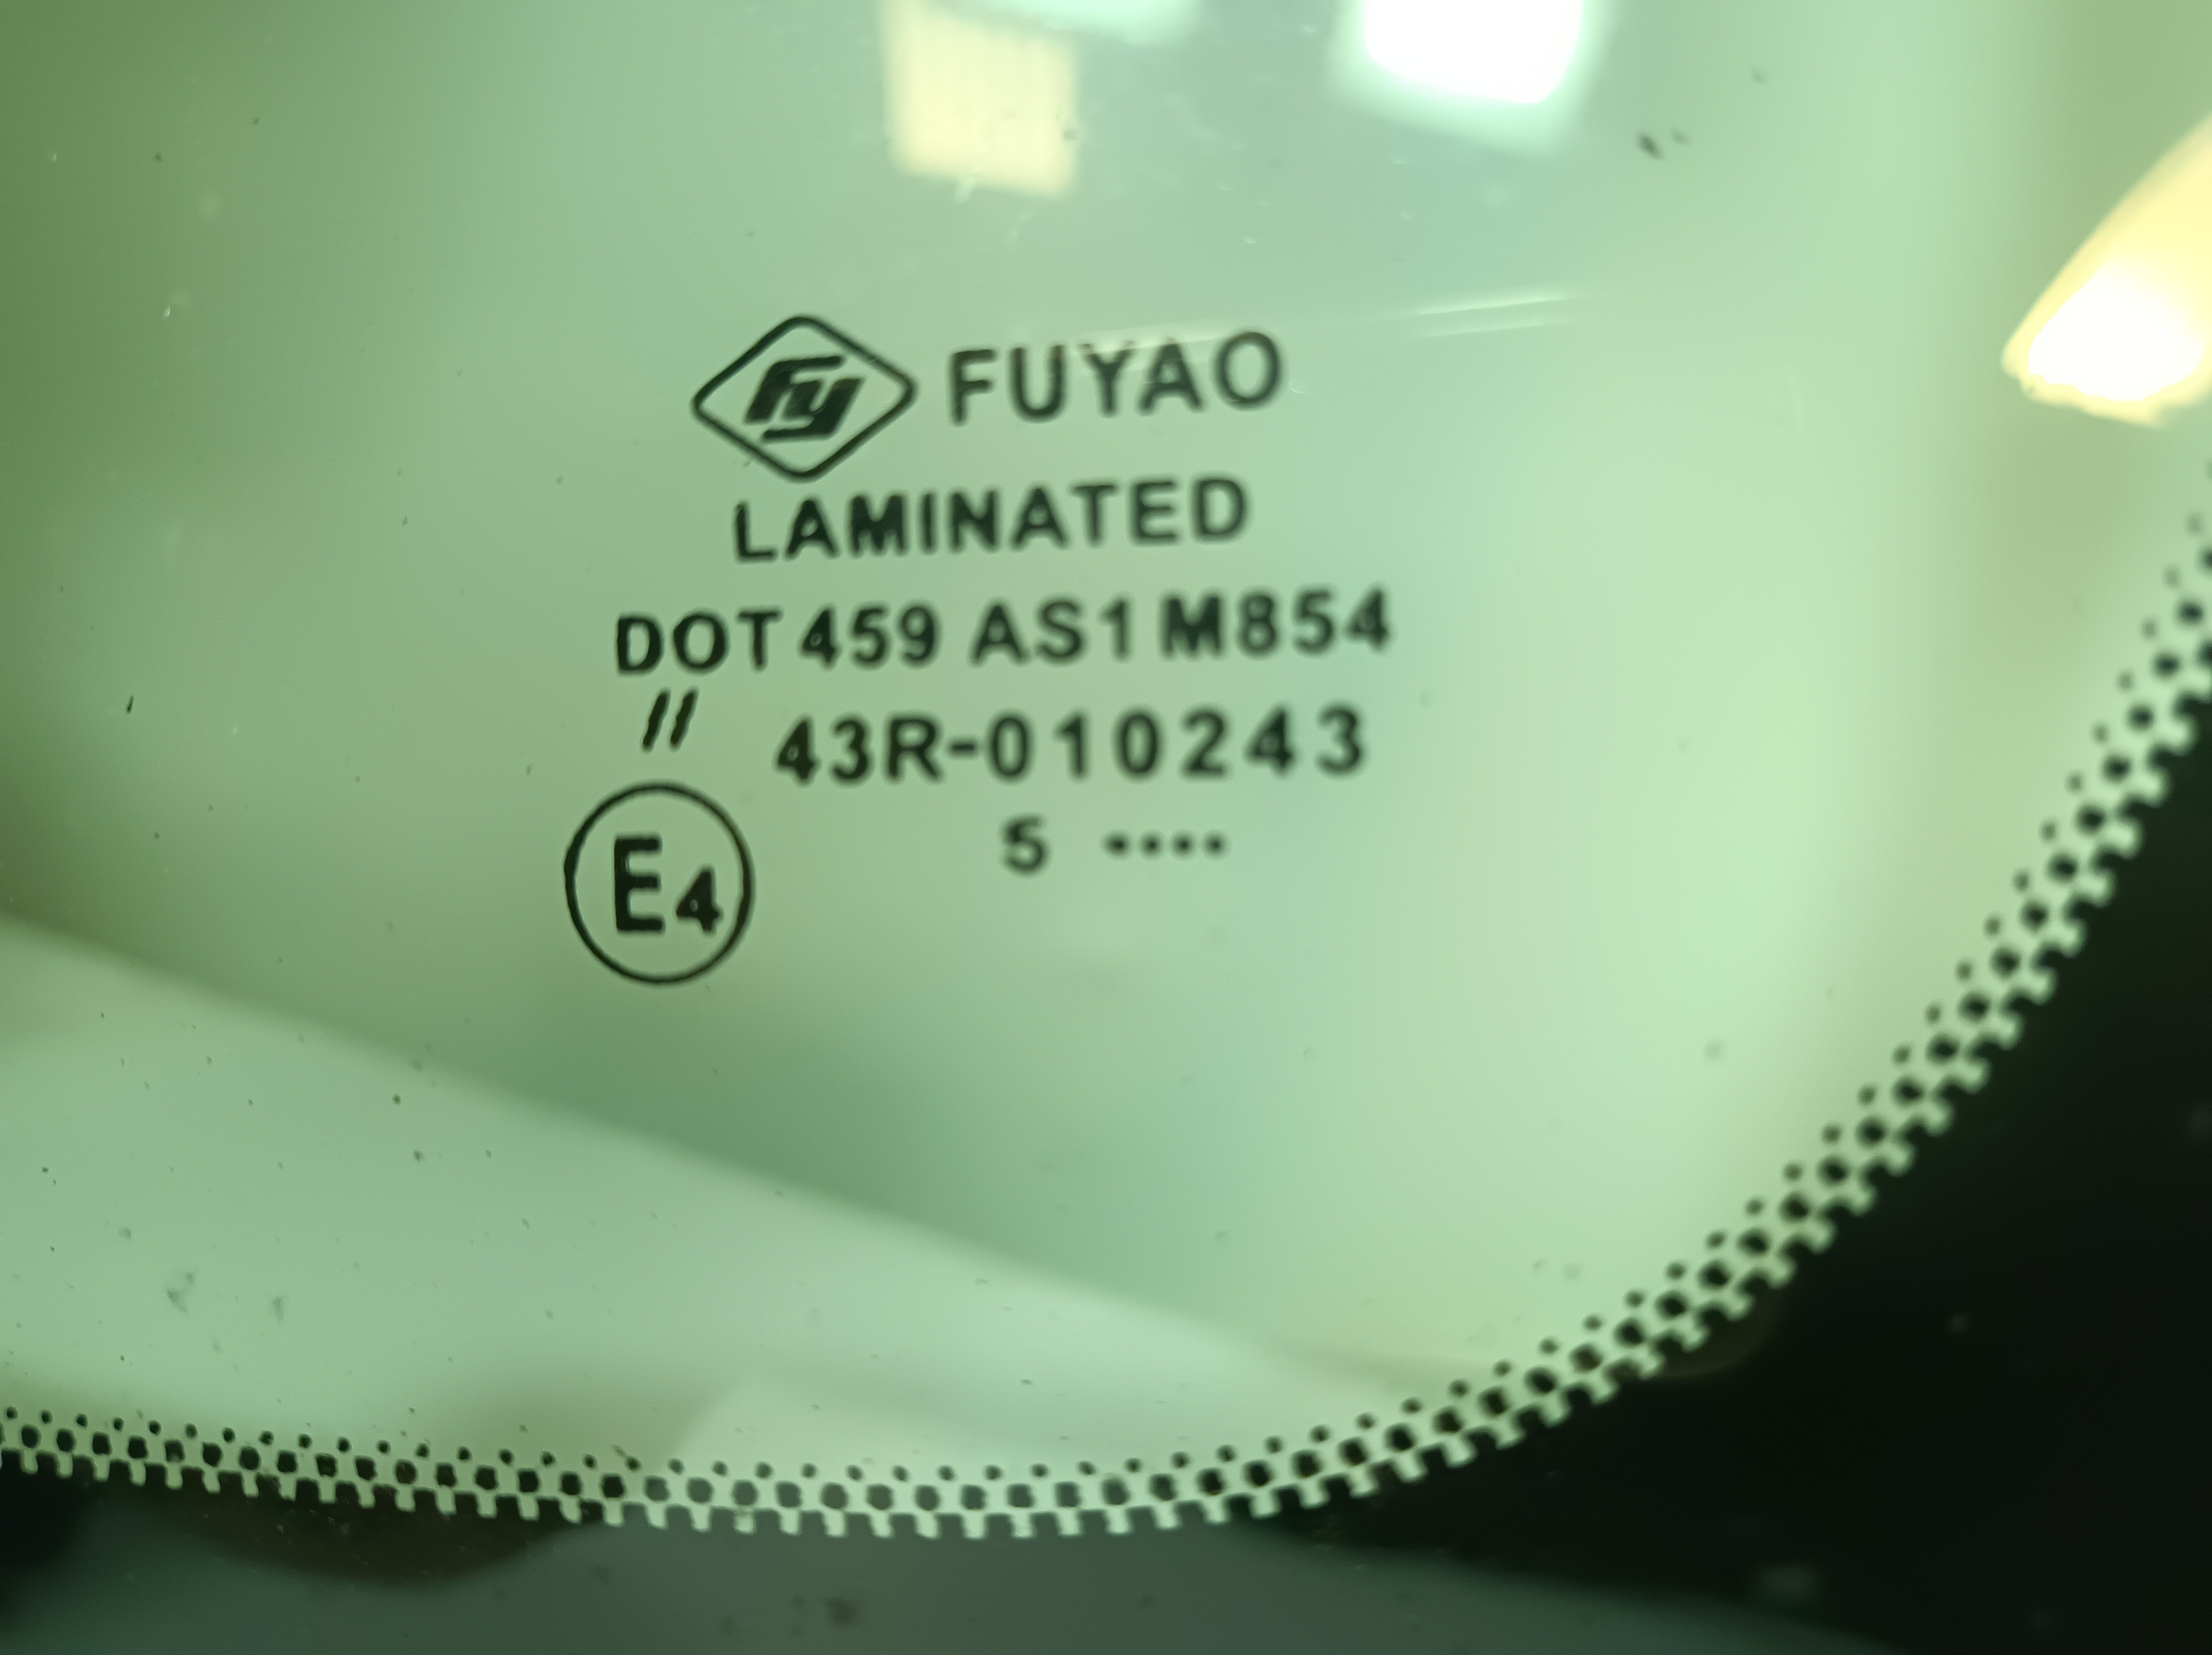 fy FUYAO
LAMINATED
DOT 459 AS1 M854
// 43R-010243
E4 5 ....